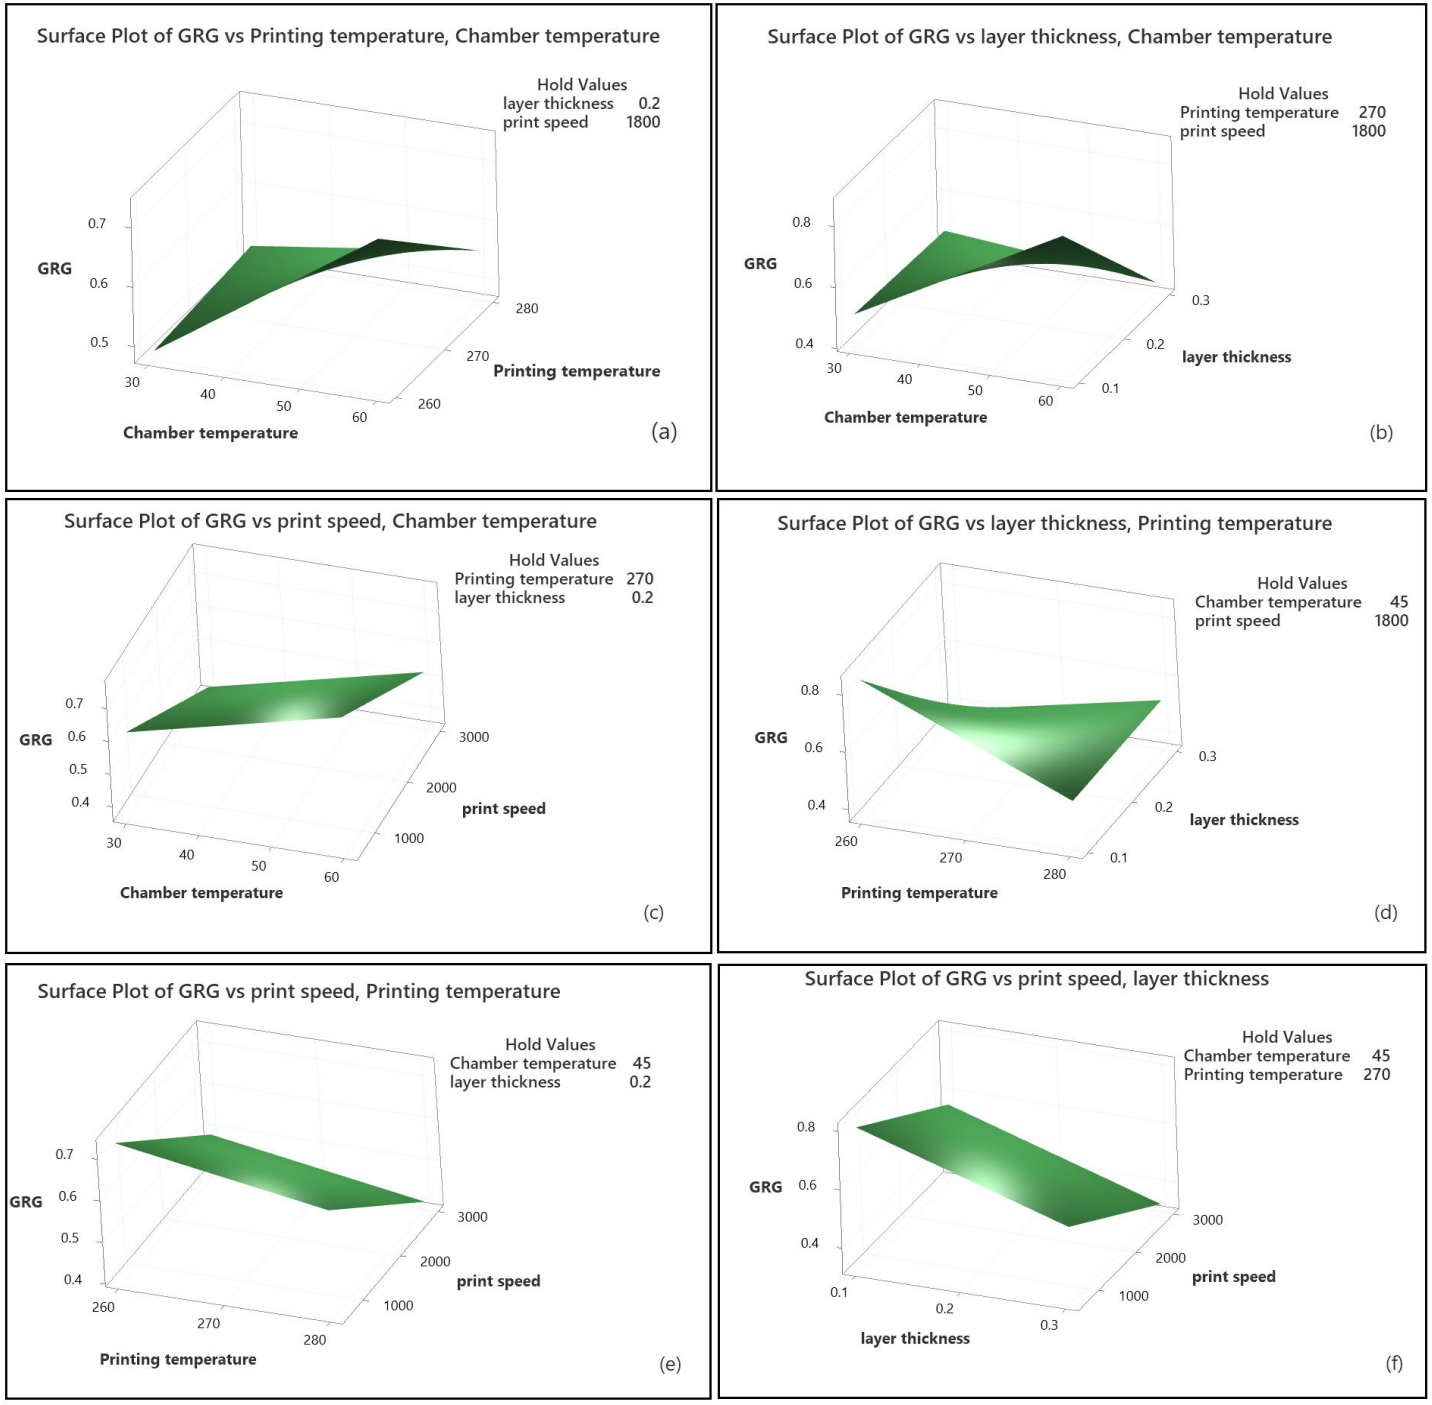 Surface Plot of GRG vs Printing temperature, Chamber temperature
Hold Values
layer thickness 0.2
print speed 1800
0.7
GRG
0.6
0.5
280
270
260
Printing temperature
30
40
50
60
Chamber temperature
(a)
Surface Plot of GRG vs layer thickness, Chamber temperature
Hold Values
Printing temperature 270
print speed 1800
0.8
GRG
0.6
0.4
0.3
0.2
0.1
layer thickness
30
40
50
60
Chamber temperature
(b)
Surface Plot of GRG vs print speed, Chamber temperature
Hold Values
Printing temperature 270
layer thickness 0.2
0.7
GRG
0.6
0.5
0.4
3000
2000
1000
print speed
30
40
50
60
Chamber temperature
(c)
Surface Plot of GRG vs layer thickness, Printing temperature
Hold Values
Chamber temperature 45
print speed 1800
0.8
GRG
0.6
0.4
0.3
0.2
0.1
layer thickness
260
270
280
Printing temperature
(d)
Surface Plot of GRG vs print speed, Printing temperature
Hold Values
Chamber temperature 45
layer thickness 0.2
0.7
GRG
0.6
0.5
0.4
3000
2000
1000
print speed
260
270
280
Printing temperature
(e)
Surface Plot of GRG vs print speed, layer thickness
Hold Values
Chamber temperature 45
Printing temperature 270
0.8
GRG
0.6
0.4
3000
2000
1000
print speed
0.1
0.2
0.3
layer thickness
(f)